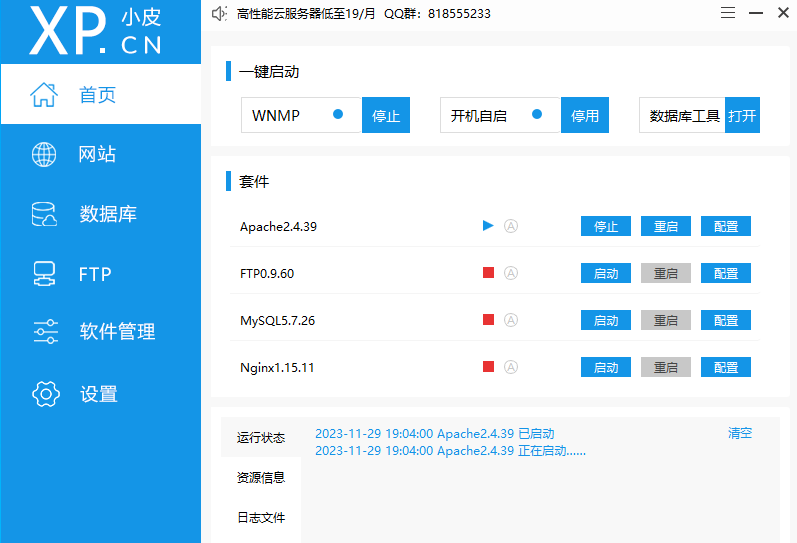 XP. 小皮 CN
高性能云服务器低至19/月 QQ群：818555233
首页
网站
数据库
FTP
软件管理
设置
一键启动
WNMP 停止 开机自启 停用 数据库工具 打开
套件
Apache2.4.39 A 停止 重启 配置
FTP0.9.60 A 启动 重启 配置
MySQL5.7.26 A 启动 重启 配置
Nginx1.15.11 A 启动 重启 配置
运行状态
资源信息
日志文件
2023-11-29 19:04:00 Apache2.4.39 已启动 清空
2023-11-29 19:04:00 Apache2.4.39 正在启动......